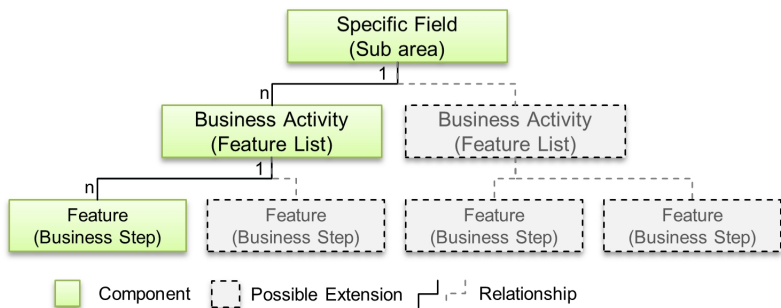 Specific Field
(Sub area)
1
n
Business Activity
(Feature List)
Business Activity
(Feature List)
1
n
Feature
(Business Step)
Feature
(Business Step)
Feature
(Business Step)
Feature
(Business Step)
Component
Possible Extension
Relationship